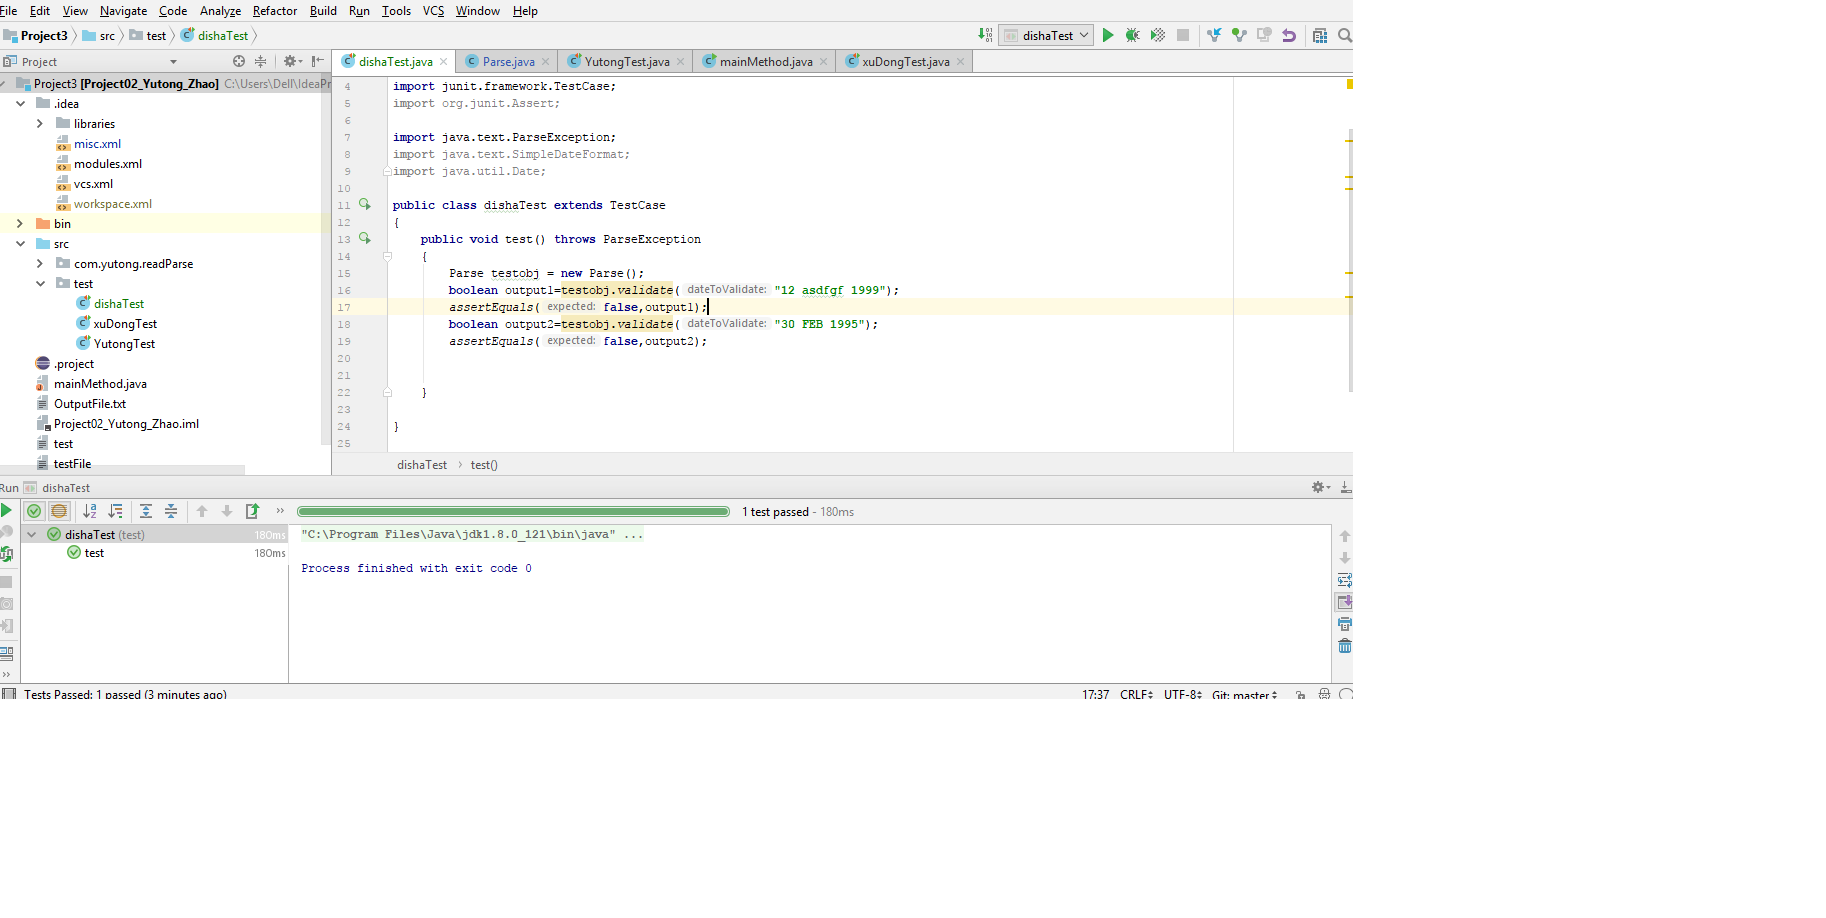 File Edit View Navigate Code Analyze Refactor Build Run Tools VCS Window Help
Project3 src test dishaTest
dishaTest
Project
dishaTest.java Parse.java YutongTest.java mainMethod.java xuDongTest.java
Project3 [Project02_Yutong_Zhao] C:\Users\Dell\IdeaPr
.idea
libraries
misc.xml
modules.xml
vcs.xml
workspace.xml
bin
src
com.yutong.readParse
test
dishaTest
xuDongTest
YutongTest
.project
mainMethod.java
OutputFile.txt
Project02_Yutong_Zhao.iml
test
testFile
4 import junit.framework.TestCase;
5 import org.junit.Assert;
6
7 import java.text.ParseException;
8 import java.text.SimpleDateFormat;
9 import java.util.Date;
10
11 public class dishaTest extends TestCase
12 {
13 public void test() throws ParseException
14 {
15 Parse testobj = new Parse();
16 boolean output1=testobj.validate( dateToValidate: "12 asdfgf 1999");
17 assertEquals( expected: false,output1);
18 boolean output2=testobj.validate( dateToValidate: "30 FEB 1995");
19 assertEquals( expected: false,output2);
20
21
22 }
23
24 }
25
dishaTest › test()
Run dishaTest
1 test passed - 180ms
dishaTest (test) 180ms
test 180ms
"C:\Program Files\Java\jdk1.8.0_121\bin\java" ...
Process finished with exit code 0
Tests Passed: 1 passed (3 minutes ago)
17:37 CRLF UTF-8 Git: master